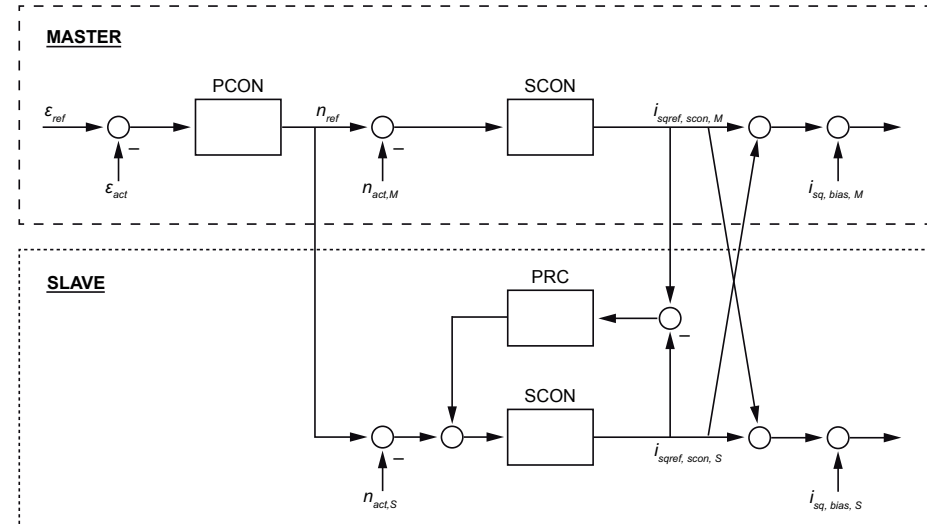 MASTER
PCON
SCON
ε_ref
n_ref
i_sqref, scon, M
–
–
ε_act
n_act,M
i_sq, bias, M
SLAVE
PRC
–
SCON
–
i_sqref, scon, S
n_act,S
i_sq, bias, S